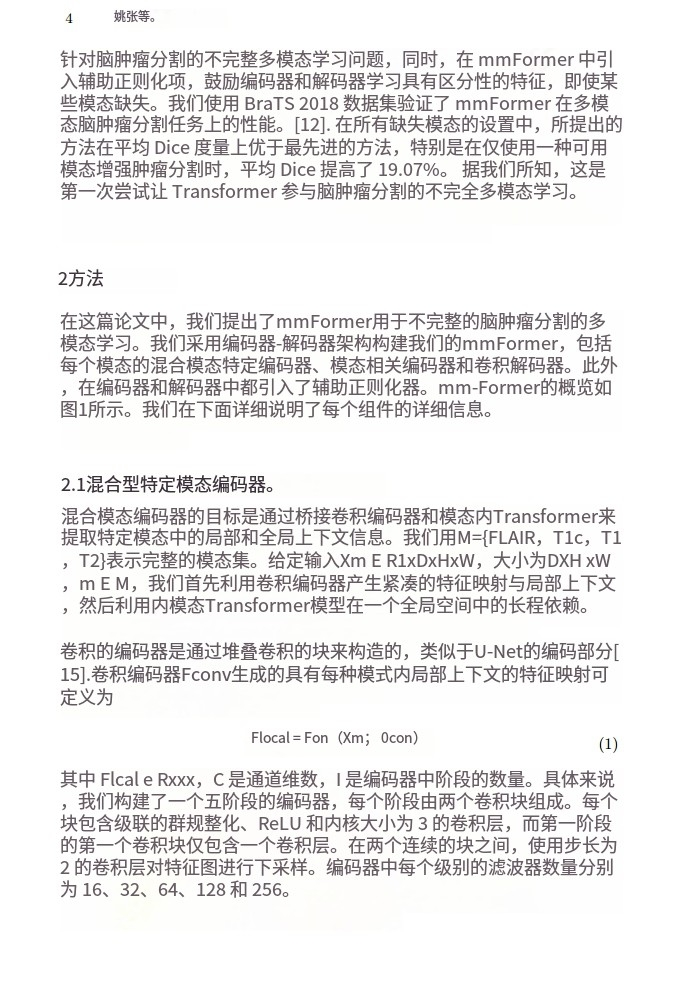 4 姚张等。
针对脑肿瘤分割的不完整多模态学习问题，同时，在 mmFormer 中引
入辅助正则化项，鼓励编码器和解码器学习具有区分性的特征，即使某
些模态缺失。我们使用 BraTS 2018 数据集验证了 mmFormer 在多模
态脑肿瘤分割任务上的性能。[12]. 在所有缺失模态的设置中，所提出的
方法在平均 Dice 度量上优于最先进的方法，特别是在仅使用一种可用
模态增强肿瘤分割时，平均 Dice 提高了 19.07%。 据我们所知，这是
第一次尝试让 Transformer 参与脑肿瘤分割的不完全多模态学习。
2方法
在这篇论文中，我们提出了mmFormer用于不完整的脑肿瘤分割的多
模态学习。我们采用编码器-解码器架构构建我们的mmFormer，包括
每个模态的混合模态特定编码器、模态相关编码器和卷积解码器。此外
，在编码器和解码器中都引入了辅助正则化器。mm-Former的概览如
图1所示。我们在下面详细说明了每个组件的详细信息。
2.1混合型特定模态编码器。
混合模态编码器的目标是通过桥接卷积编码器和模态内Transformer来
提取特定模态中的局部和全局上下文信息。我们用M={FLAIR，T1c，T1
，T2}表示完整的模态集。给定输入Xm E R1xDxHxW，大小为DXH xW
，m E M，我们首先利用卷积编码器产生紧凑的特征映射与局部上下文
，然后利用内模态Transformer模型在一个全局空间中的长程依赖。
卷积的编码器是通过堆叠卷积的块来构造的，类似于U-Net的编码部分[
15].卷积编码器Fconv生成的具有每种模式内局部上下文的特征映射可
定义为
Flocal = Fon（Xm； 0con） (1)
其中 Flcal e Rxxx，C 是通道维数，I 是编码器中阶段的数量。具体来说
，我们构建了一个五阶段的编码器，每个阶段由两个卷积块组成。每个
块包含级联的群规整化、ReLU 和内核大小为 3 的卷积层，而第一阶段
的第一个卷积块仅包含一个卷积层。在两个连续的块之间，使用步长为
2 的卷积层对特征图进行下采样。编码器中每个级别的滤波器数量分别
为 16、32、64、128 和 256。